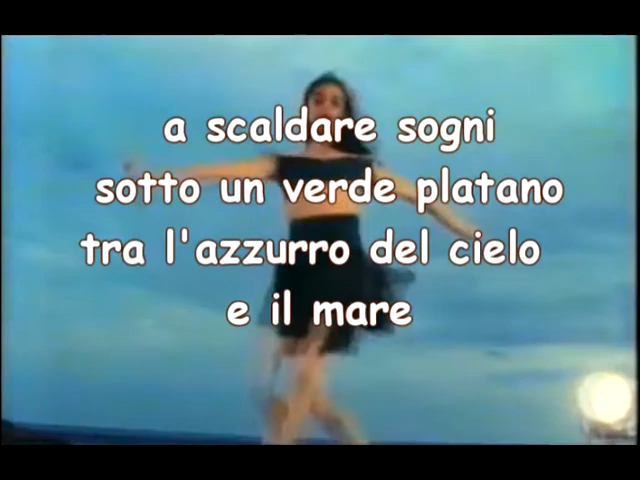 a scaldare sogni
sotto un verde platano
tra l'azzurro del cielo
e il mare